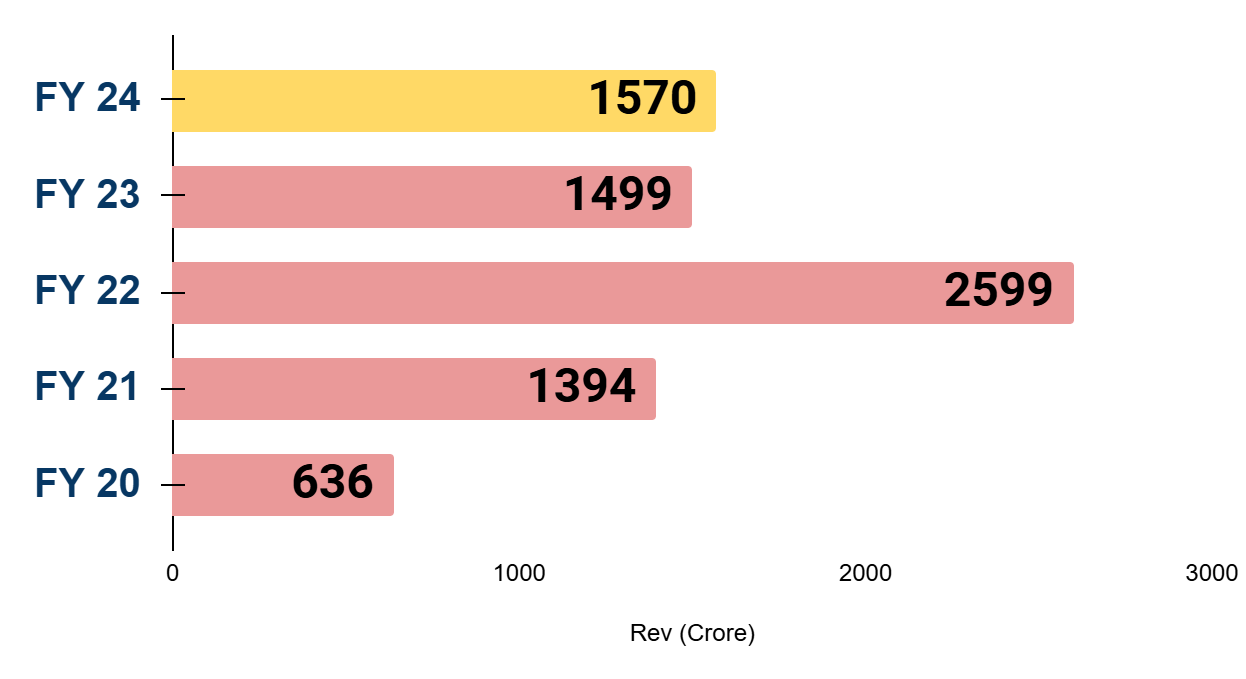 FY 24 1570
FY 23 1499
FY 22 2599
FY 21 1394
FY 20 636
0 1000 2000 3000
Rev (Crore)